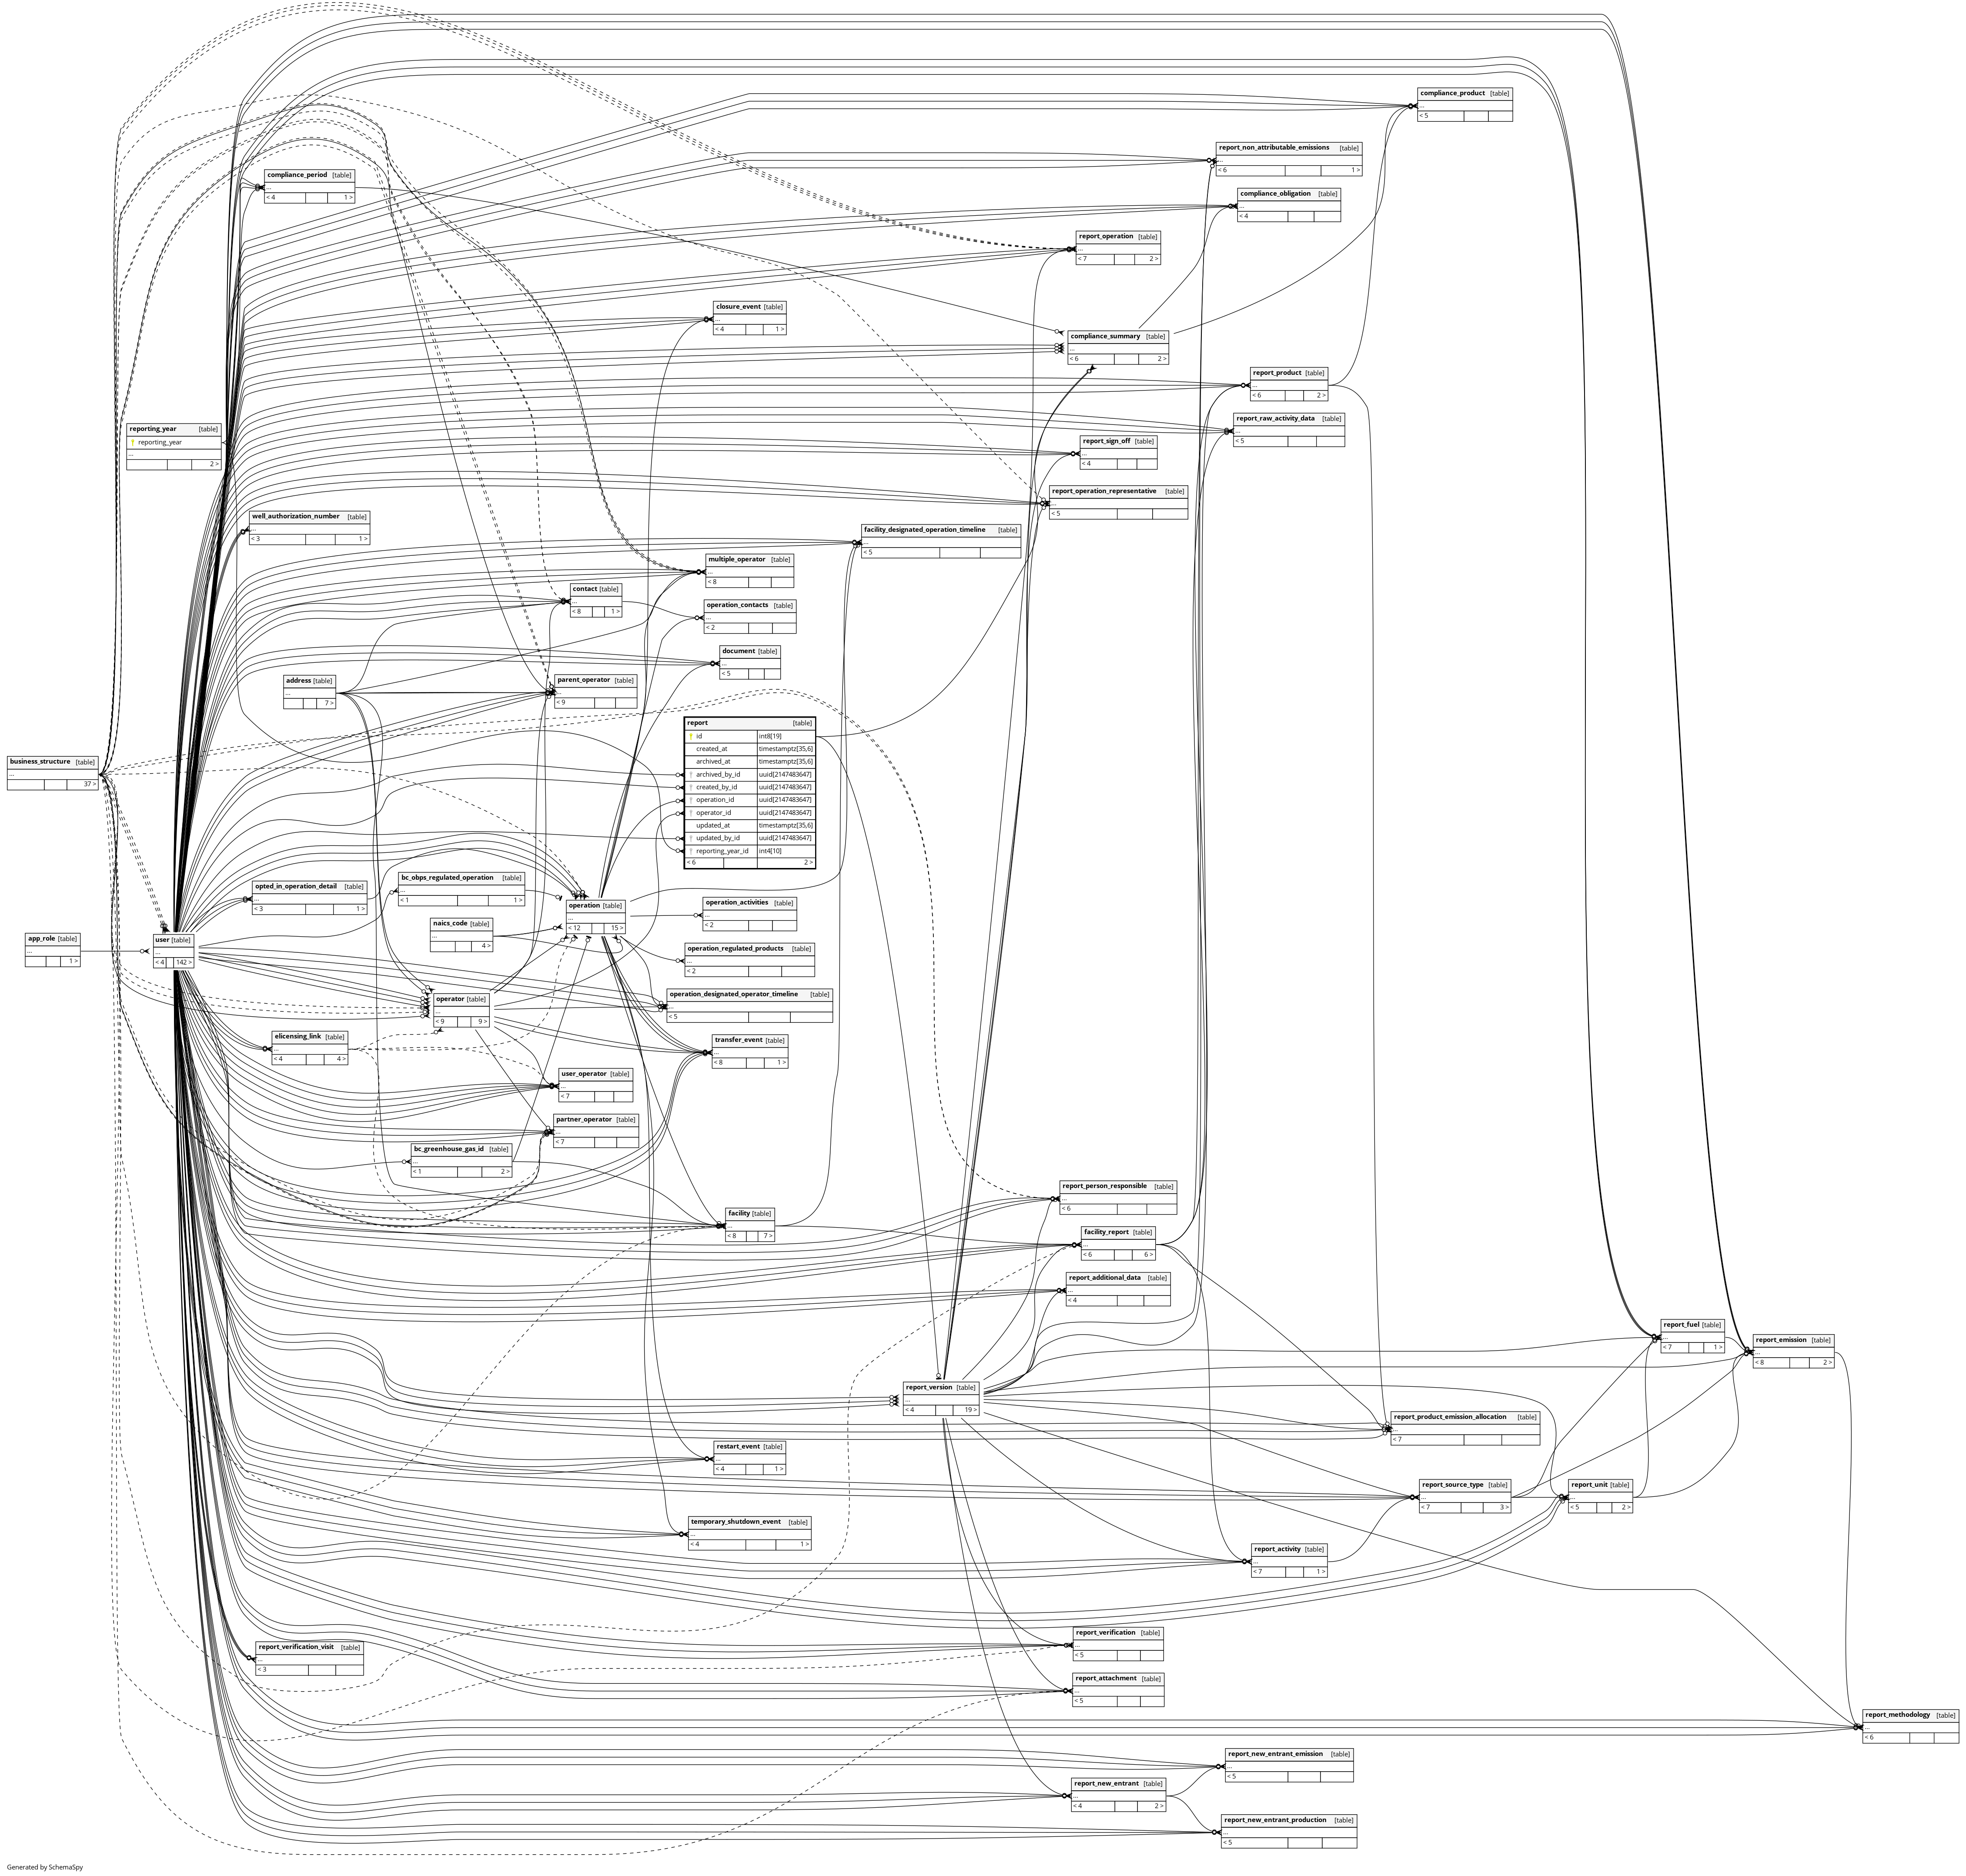 compliance_product [table]
...
< 5
report_non_attributable_emissions [table]
...
< 6 1 >
compliance_period [table]
...
< 4 1 >
compliance_obligation [table]
...
< 4
report_operation [table]
...
< 7 2 >
closure_event [table]
...
< 4 1 >
compliance_summary [table]
...
< 6 2 >
report_product [table]
...
< 6 2 >
report_raw_activity_data [table]
...
< 5
reporting_year [table]
reporting_year
...
2 >
report_sign_off [table]
...
< 4
report_operation_representative [table]
...
< 5
well_authorization_number [table]
...
< 3 1 >
facility_designated_operation_timeline [table]
...
< 5
multiple_operator [table]
...
< 8
contact [table]
...
< 8 1 >
operation_contacts [table]
...
< 2
document [table]
...
< 5
address [table]
...
7 >
parent_operator [table]
...
< 9
report [table]
id int8[19]
created_at timestamptz[35,6]
archived_at timestamptz[35,6]
archived_by_id uuid[2147483647]
created_by_id uuid[2147483647]
operation_id uuid[2147483647]
operator_id uuid[2147483647]
updated_at timestamptz[35,6]
updated_by_id uuid[2147483647]
reporting_year_id int4[10]
< 6 2 >
business_structure [table]
...
37 >
bc_obps_regulated_operation [table]
...
< 1 1 >
opted_in_operation_detail [table]
...
< 3 1 >
operation [table]
...
< 12 15 >
operation_activities [table]
...
< 2
naics_code [table]
...
4 >
app_role [table]
...
1 >
user [table]
...
< 4 142 >
operation_regulated_products [table]
...
< 2
operation_designated_operator_timeline [table]
...
< 5
operator [table]
...
< 9 9 >
elicensing_link [table]
...
< 4 4 >
transfer_event [table]
...
< 8 1 >
user_operator [table]
...
< 7
partner_operator [table]
...
< 7
bc_greenhouse_gas_id [table]
...
< 1 2 >
report_person_responsible [table]
...
< 6
facility [table]
...
< 8 7 >
facility_report [table]
...
< 6 6 >
report_additional_data [table]
...
< 4
report_fuel [table]
...
< 7 1 >
report_emission [table]
...
< 8 2 >
report_version [table]
...
< 4 19 >
report_product_emission_allocation [table]
...
< 7
restart_event [table]
...
< 4 1 >
report_source_type [table]
...
< 7 3 >
report_unit [table]
...
< 5 2 >
temporary_shutdown_event [table]
...
< 4 1 >
report_activity [table]
...
< 7 1 >
report_verification [table]
...
< 5
report_verification_visit [table]
...
< 3
report_attachment [table]
...
< 5
report_methodology [table]
...
< 6
report_new_entrant_emission [table]
...
< 5
report_new_entrant [table]
...
< 4 2 >
report_new_entrant_production [table]
...
< 5
Generated by SchemaSpy